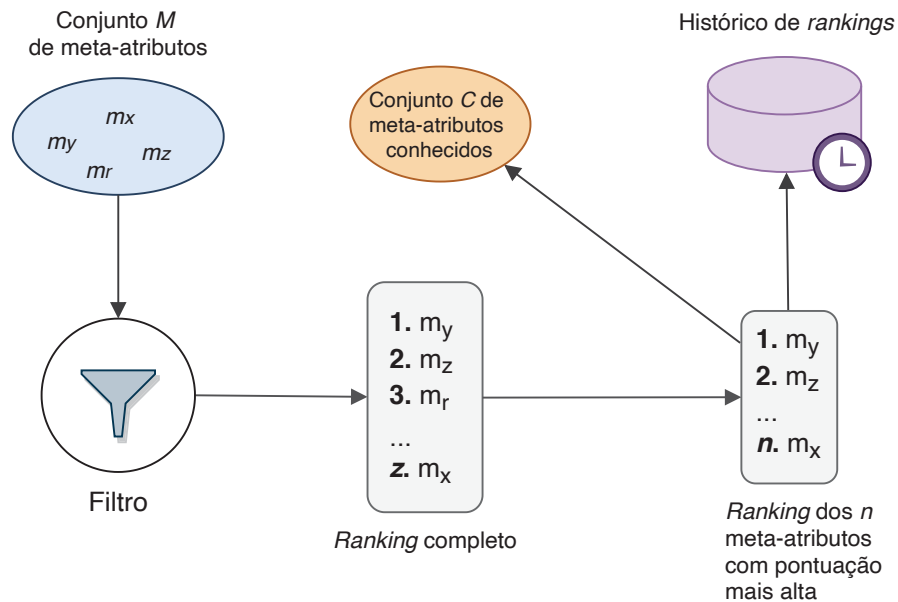 Conjunto M
de meta-atributos
mx
my
mz
mr
Filtro
1. my
2. mz
3. mr
...
z. mx
Ranking completo
Conjunto C de
meta-atributos
conhecidos
Histórico de rankings
1. my
2. mz
...
n. mx
Ranking dos n
meta-atributos
com pontuação
mais alta